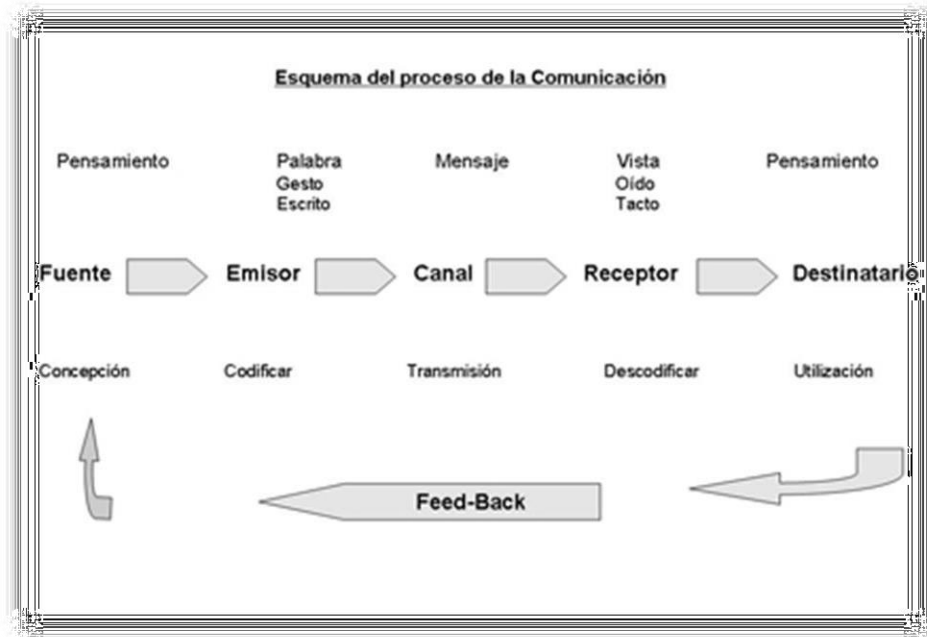 Esquema del proceso de la Comunicación
Pensamiento Palabra Mensaje Vista Pensamiento
Gesto Oído
Escrito Tacto
Fuente Emisor Canal Receptor Destinatario
Concepción Codificar Transmisión Descodificar Utilización
Feed-Back